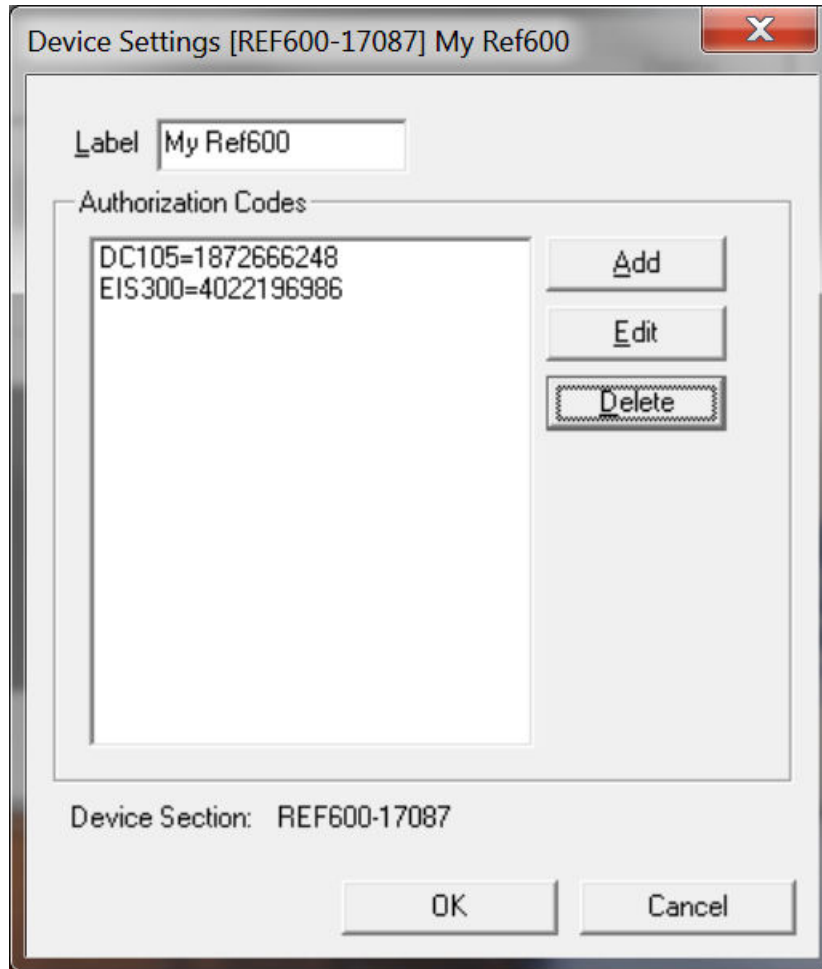 Device Settings [REF600-17087] My Ref600
X
Label My Ref600
Authorization Codes
DC105=1872666248
EIS300=4022196986
Add
Edit
Delete
Device Section: REF600-17087
OK Cancel